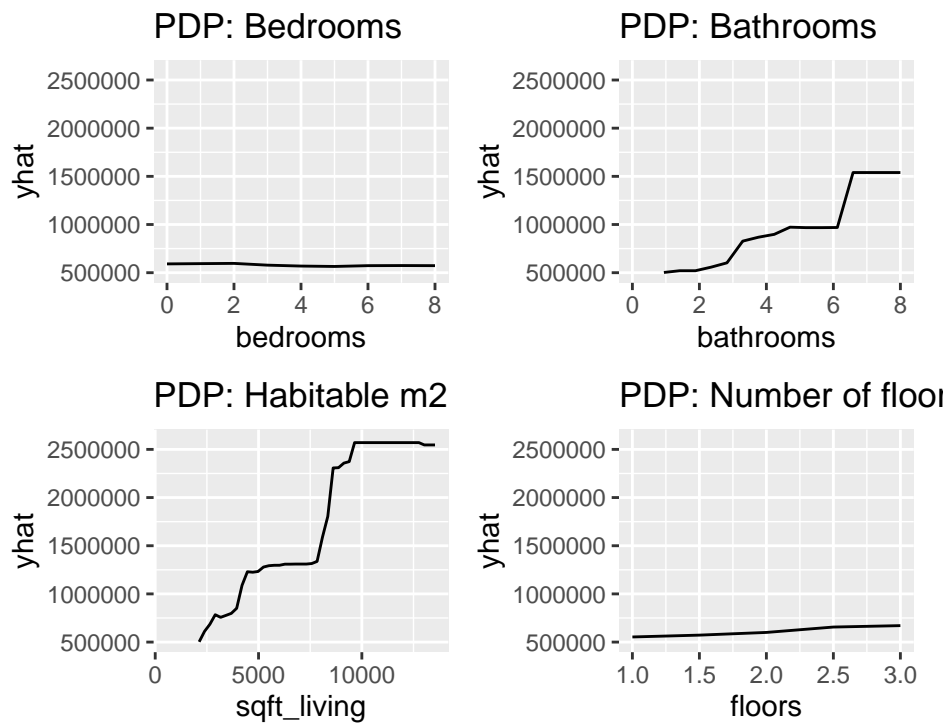 PDP: Bedrooms
2500000
2000000
1500000
1000000
500000
yhat
0 2 4 6 8
bedrooms
PDP: Bathrooms
2500000
2000000
1500000
1000000
500000
yhat
0 2 4 6 8
bathrooms
PDP: Habitable m2
2500000
2000000
1500000
1000000
500000
yhat
0 5000 10000
sqft_living
PDP: Number of floor
2500000
2000000
1500000
1000000
500000
yhat
1.0 1.5 2.0 2.5 3.0
floors